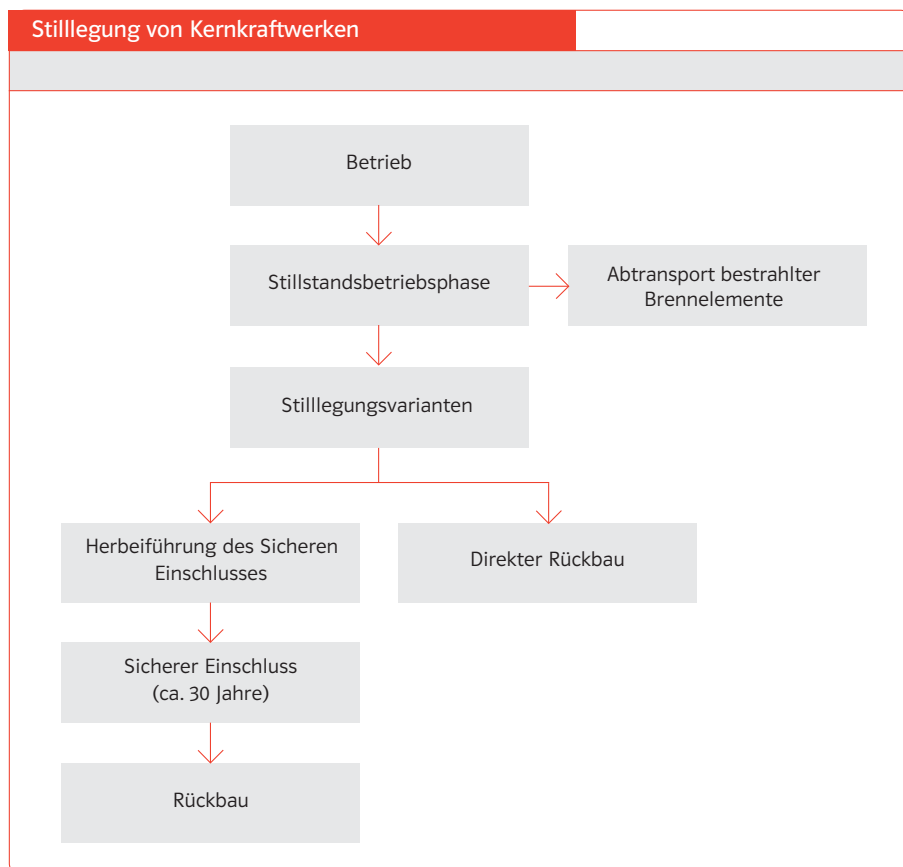 Stilllegung von Kernkraftwerken
Betrieb
Stillstandsbetriebsphase
Abtransport bestrahlter
Brennelemente
Stilllegungsvarianten
Herbeiführung des Sicheren
Einschlusses
Direkter Rückbau
Sicherer Einschluss
(ca. 30 Jahre)
Rückbau